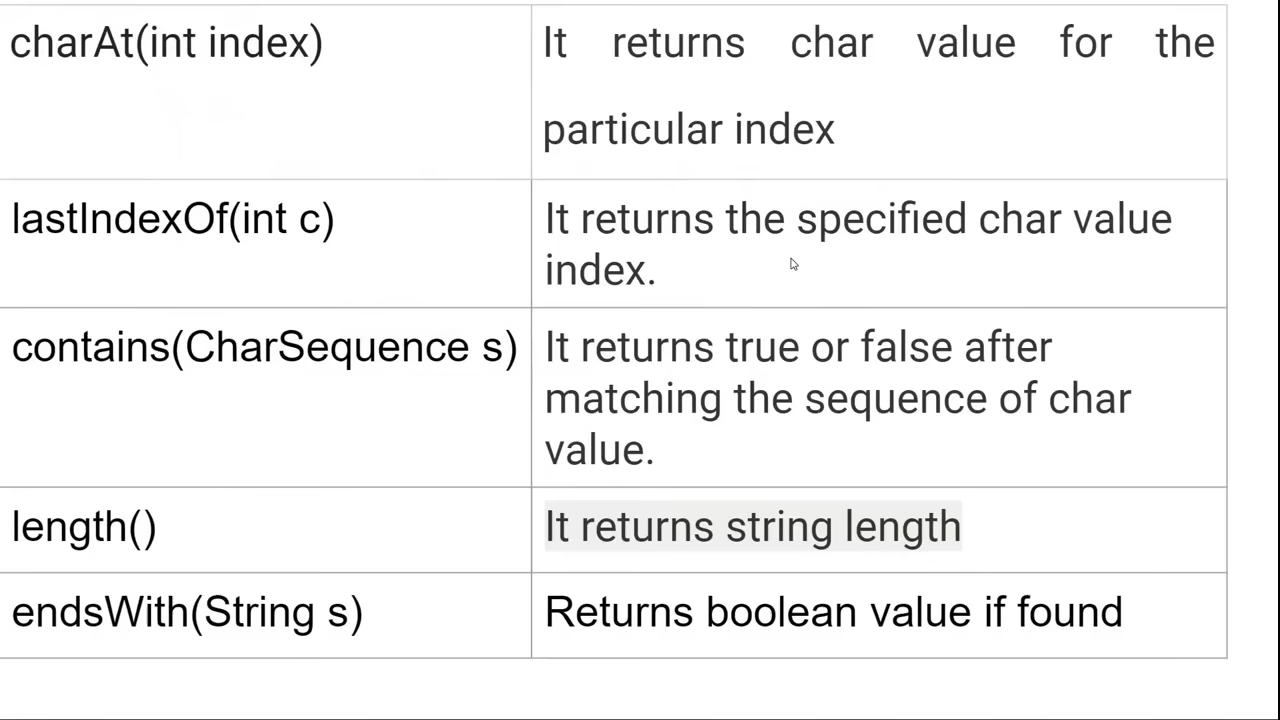 charAt(int index)
It returns char value for the
particular index
lastIndexOf(int c)
It returns the specified char value
index.
contains(CharSequence s)
It returns true or false after
matching the sequence of char
value.
length()
It returns string length
endsWith(String s)
Returns boolean value if found